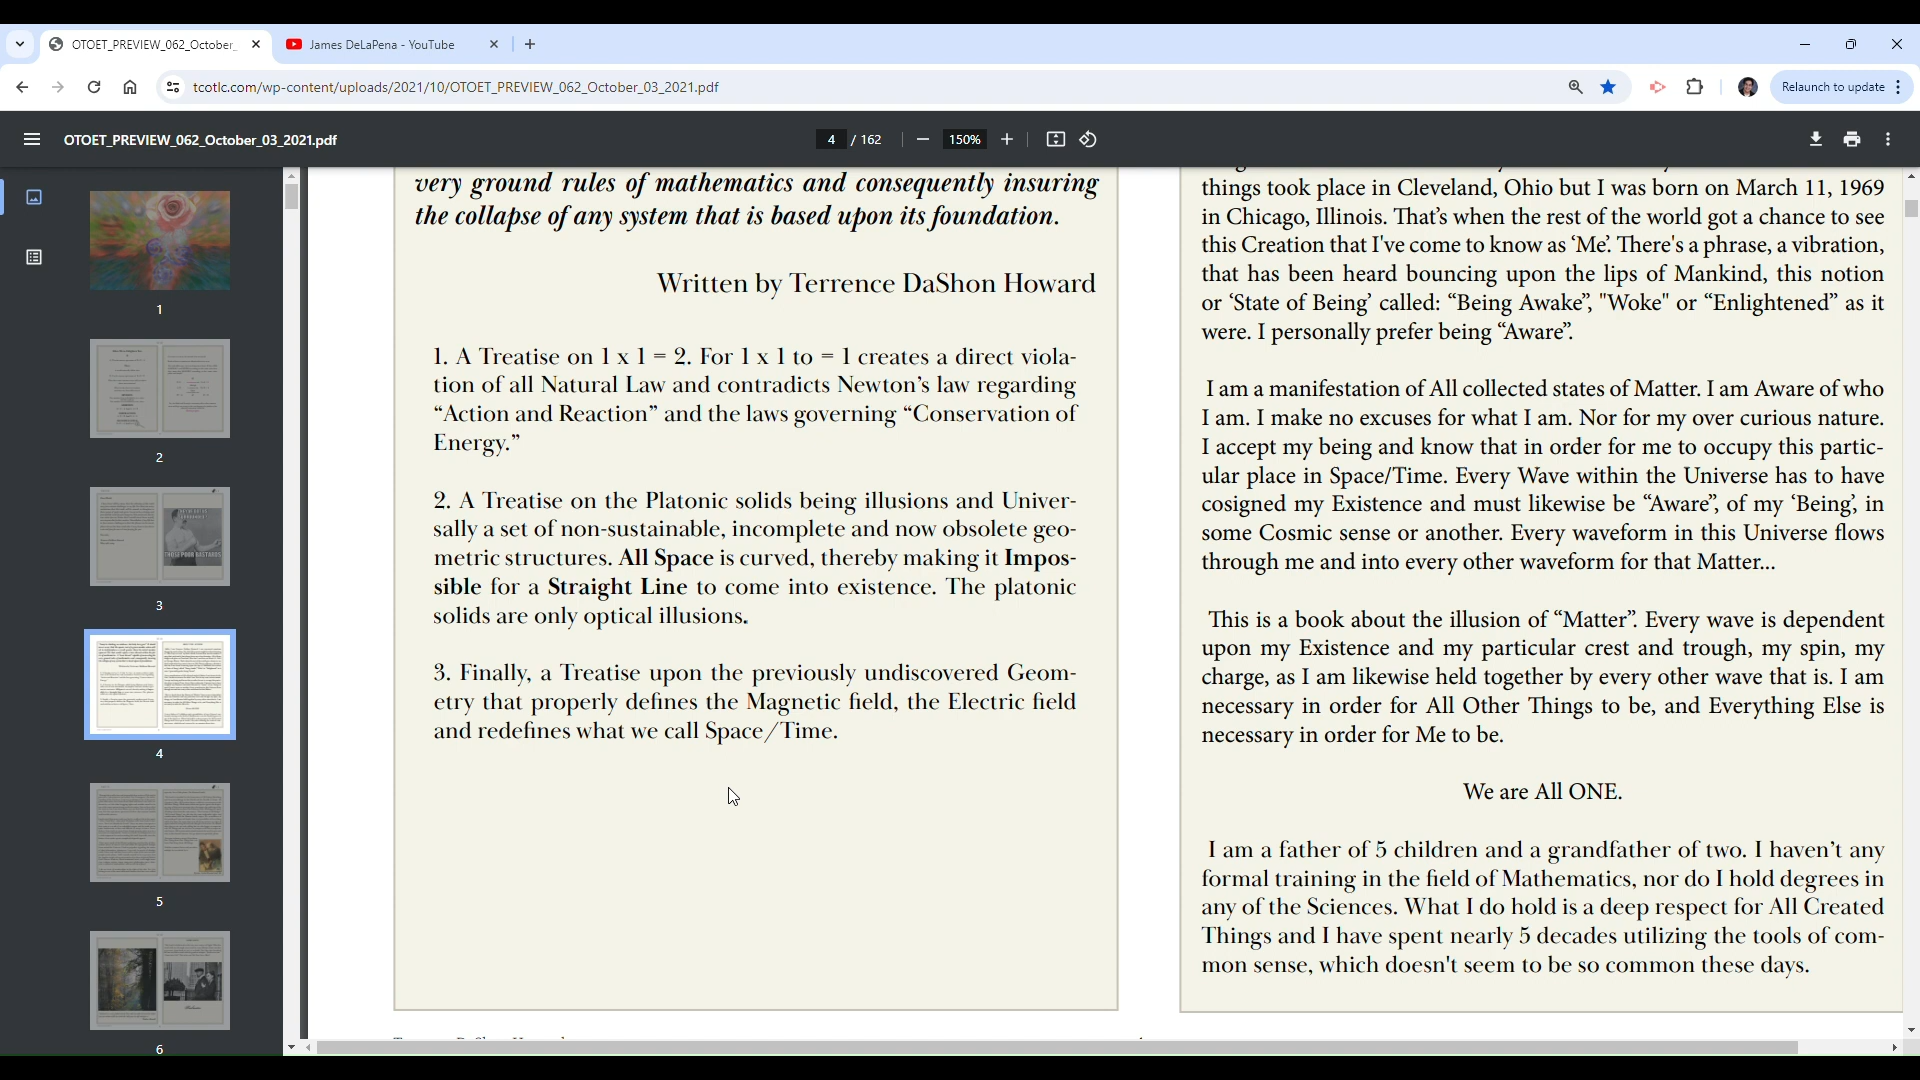 OTOET_PREVIEW_062_October_
James DeLaPena - YouTube
tcotlc.com/wp-content/uploads/2021/10/OTOET_PREVIEW_062_October_03_2021.pdf
Relaunch to update
OTOET_PREVIEW_062_October_03_2021.pdf
4 / 162
150%
1
2
3
4
5
6
very ground rules of mathematics and consequently insuring
the collapse of any system that is based upon its foundation.
Written by Terrence DaShon Howard
1. A Treatise on 1 x 1 = 2. For 1 x 1 to = 1 creates a direct viola-
tion of all Natural Law and contradicts Newton’s law regarding
“Action and Reaction” and the laws governing “Conservation of
Energy.”
2. A Treatise on the Platonic solids being illusions and Univer-
sally a set of non-sustainable, incomplete and now obsolete geo-
metric structures. All Space is curved, thereby making it Impos-
sible for a Straight Line to come into existence. The platonic
solids are only optical illusions.
3. Finally, a Treatise upon the previously undiscovered Geom-
etry that properly defines the Magnetic field, the Electric field
and redefines what we call Space/Time.
things took place in Cleveland, Ohio but I was born on March 11, 1969
in Chicago, Illinois. That’s when the rest of the world got a chance to see
this Creation that I've come to know as ‘Me’. There's a phrase, a vibration,
that has been heard bouncing upon the lips of Mankind, this notion
or ‘State of Being’ called: “Being Awake”, "Woke" or “Enlightened” as it
were. I personally prefer being “Aware”.
I am a manifestation of All collected states of Matter. I am Aware of who
I am. I make no excuses for what I am. Nor for my over curious nature.
I accept my being and know that in order for me to occupy this partic-
ular place in Space/Time. Every Wave within the Universe has to have
cosigned my Existence and must likewise be “Aware”, of my ‘Being’, in
some Cosmic sense or another. Every waveform in this Universe flows
through me and into every other waveform for that Matter...
This is a book about the illusion of “Matter”. Every wave is dependent
upon my Existence and my particular crest and trough, my spin, my
charge, as I am likewise held together by every other wave that is. I am
necessary in order for All Other Things to be, and Everything Else is
necessary in order for Me to be.
We are All ONE.
I am a father of 5 children and a grandfather of two. I haven’t any
formal training in the field of Mathematics, nor do I hold degrees in
any of the Sciences. What I do hold is a deep respect for All Created
Things and I have spent nearly 5 decades utilizing the tools of com-
mon sense, which doesn't seem to be so common these days.